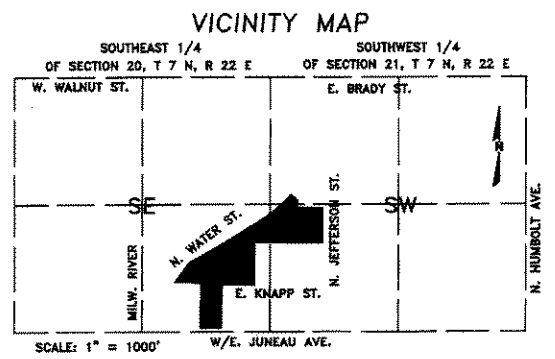 VICINITY MAP
SOUTHEAST 1/4
OF SECTION 20, T 7 N, R 22 E
SOUTHWEST 1/4
OF SECTION 21, T 7 N, R 22 E
W. WALNUT ST.
E. BRADY ST.
N
SE
SW
N. WATER ST.
N. JEFFERSON ST.
N. HUMBOLT AVE.
MILW. RIVER
E. KNAPP ST.
SCALE: 1" = 1000'
W/E. JUNEAU AVE.